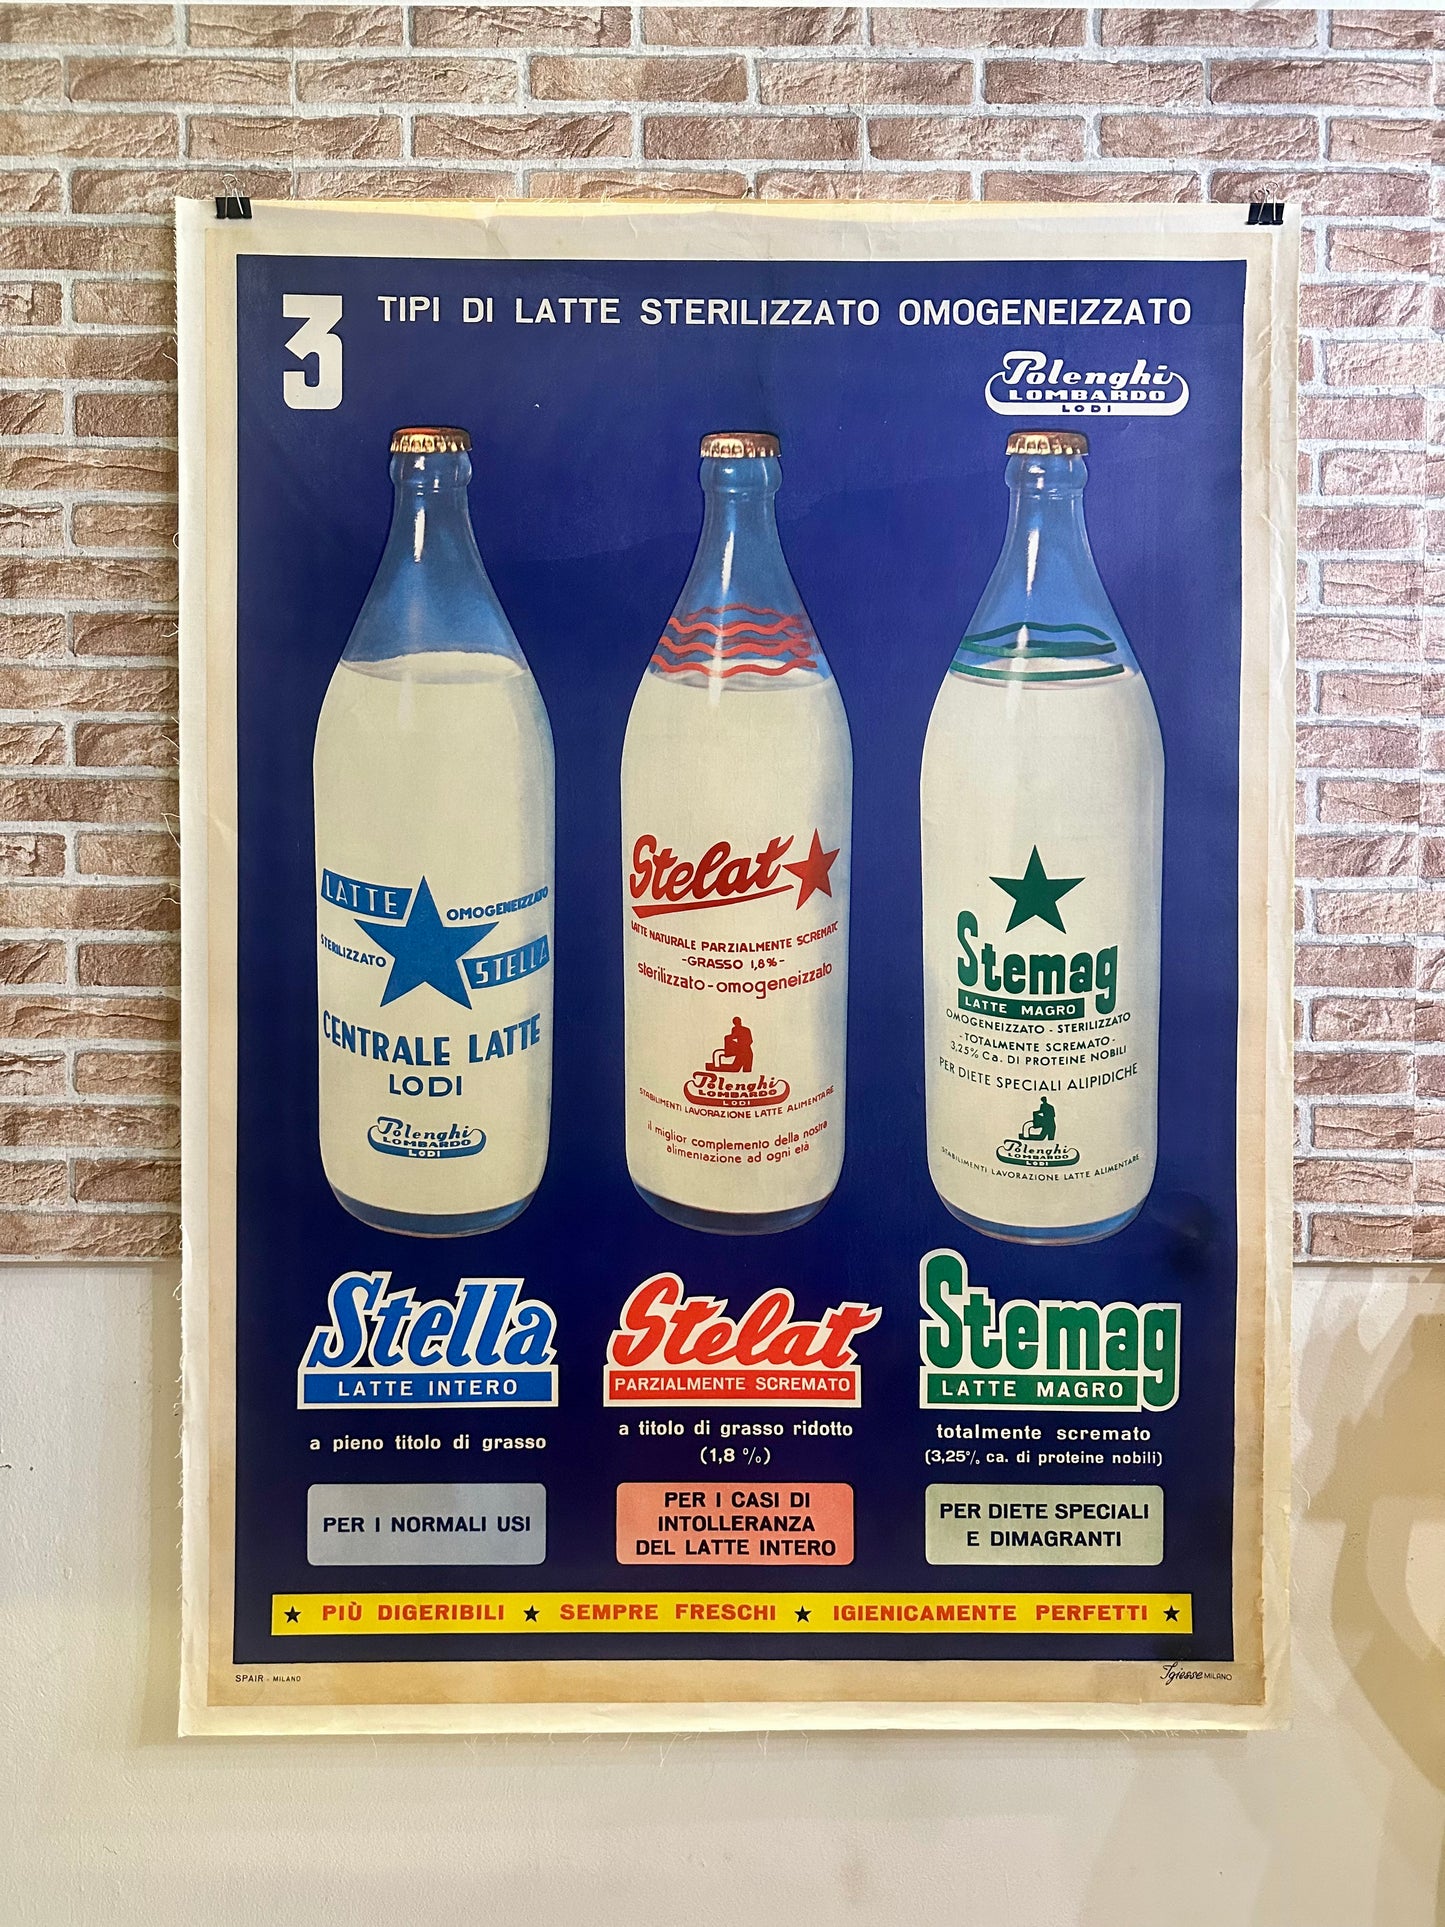 3 TIPI DI LATTE STERILIZZATO OMOGENEIZZATO
Polenghi
LOMBARDO
LODI
LATTE
OMOGENEIZZATO
STERILIZZATO
STELLA
CENTRALE LATTE
LODI
Polenghi
LOMBARDO
LODI
Stelat
LATTE NATURALE PARZIALMENTE SCREMATO
-GRASSO 1,8%-
sterilizzato-omogeneizzato
Polenghi
LOMBARDO
LODI
STABILIMENTI LAVORAZIONE LATTE ALIMENTARE
il miglior complemento della nostra
alimentazione ad ogni età
Stemag
LATTE MAGRO
OMOGENEIZZATO - STERILIZZATO
- TOTALMENTE SCREMATO -
3,25% Ca. DI PROTEINE NOBILI
PER DIETE SPECIALI ALIPIDICHE
Polenghi
LOMBARDO
LODI
STABILIMENTI LAVORAZIONE LATTE ALIMENTARE
Stella
LATTE INTERO
a pieno titolo di grasso
PER I NORMALI USI
Stelat
PARZIALMENTE SCREMATO
a titolo di grasso ridotto
(1,8 %)
PER I CASI DI
INTOLLERANZA
DEL LATTE INTERO
Stemag
LATTE MAGRO
totalmente scremato
(3,25% ca. di proteine nobili)
PER DIETE SPECIALI
E DIMAGRANTI
★ PIÙ DIGERIBILI ★ SEMPRE FRESCHI ★ IGIENICAMENTE PERFETTI ★
SPAIR - MILANO
Igiesse MILANO